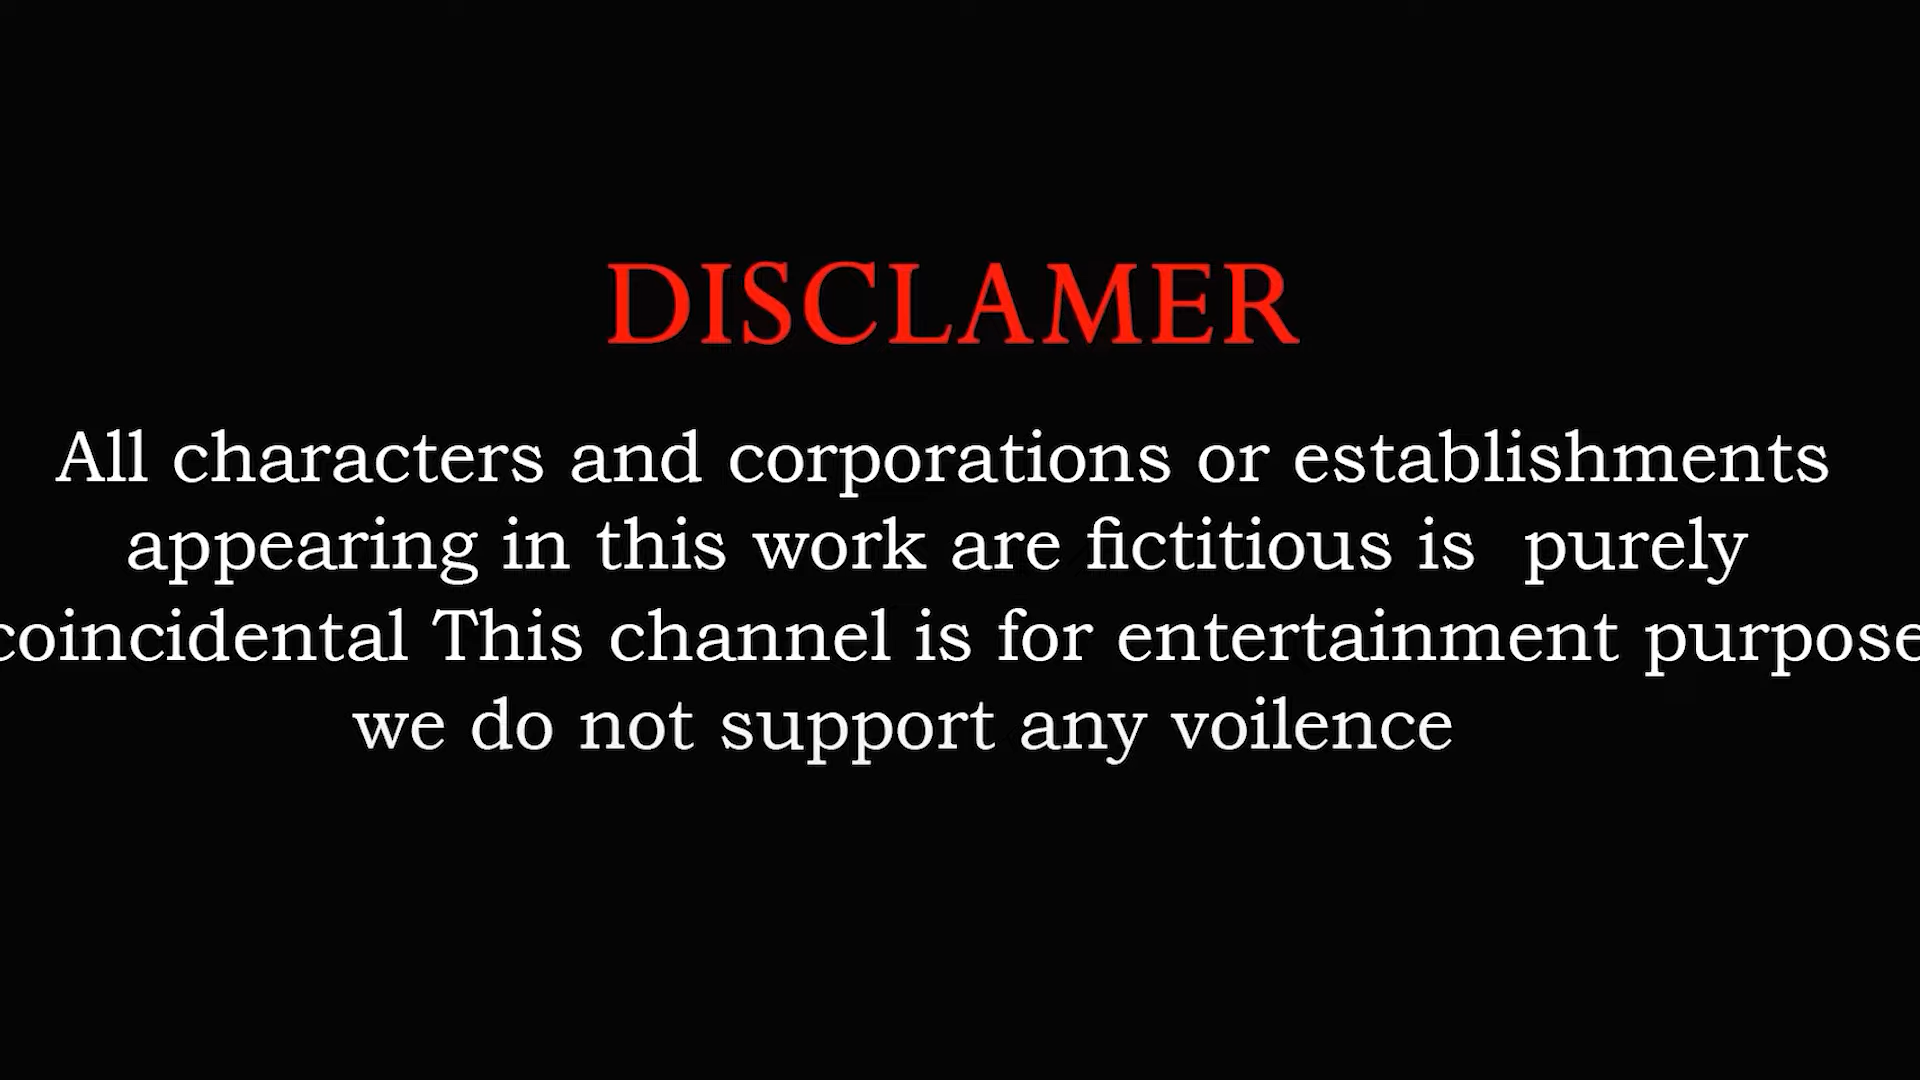 DISCLAMER
All characters and corporations or establishments
appearing in this work are fictitious is  purely
coincidental This channel is for entertainment purpose
we do not support any voilence